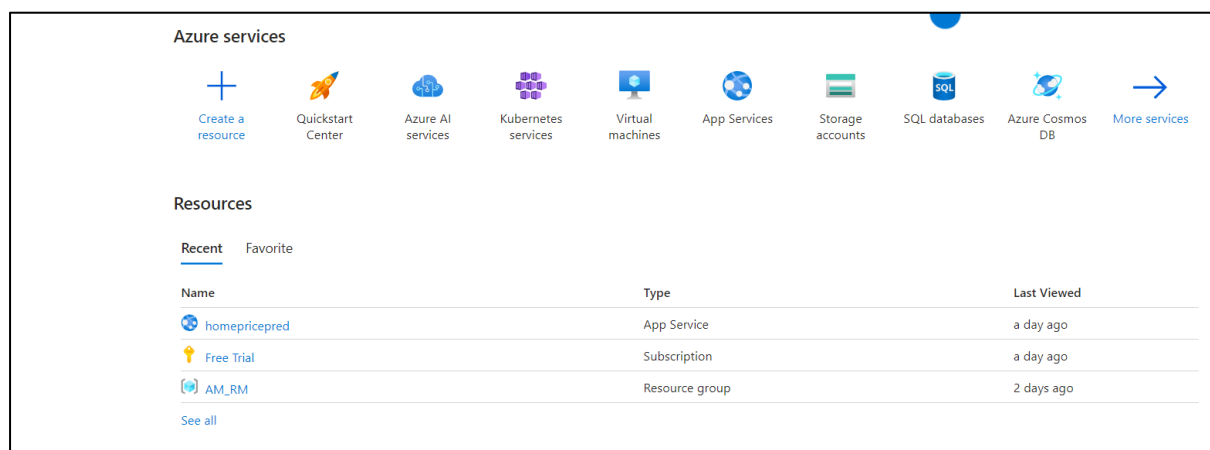 Azure services
Create a resource
Quickstart Center
Azure AI services
Kubernetes services
Virtual machines
App Services
Storage accounts
SQL
SQL databases
Azure Cosmos DB
More services
Resources
Recent Favorite
Name Type Last Viewed
homepricepred App Service a day ago
Free Trial Subscription a day ago
AM_RM Resource group 2 days ago
See all